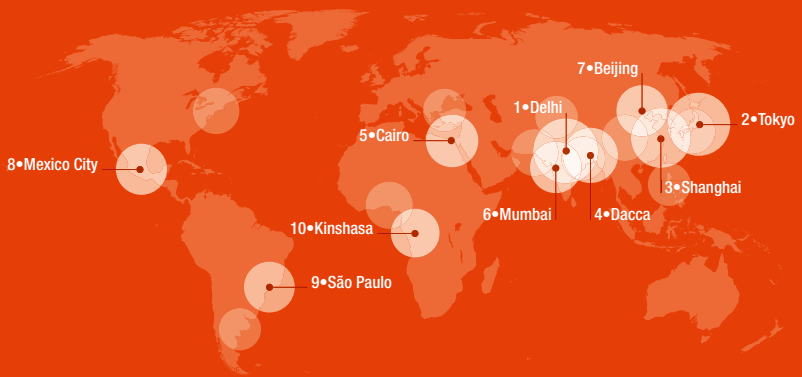 7•Beijing
1•Delhi
2•Tokyo
5•Cairo
8•Mexico City
3•Shanghai
6•Mumbai
4•Dacca
10•Kinshasa
9•São Paulo